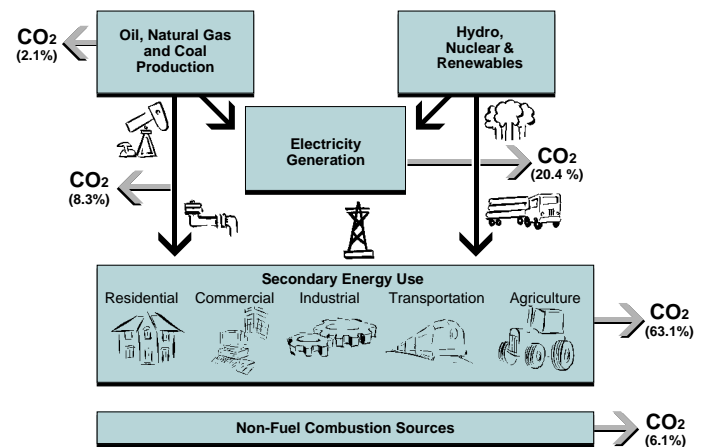 CO2
(2.1%)
Oil, Natural Gas
and Coal
Production
Hydro,
Nuclear &
Renewables
Electricity
Generation
CO2
(20.4 %)
CO2
(8.3%)
Secondary Energy Use
Residential Commercial Industrial Transportation Agriculture
CO2
(63.1%)
Non-Fuel Combustion Sources
CO2
(6.1%)